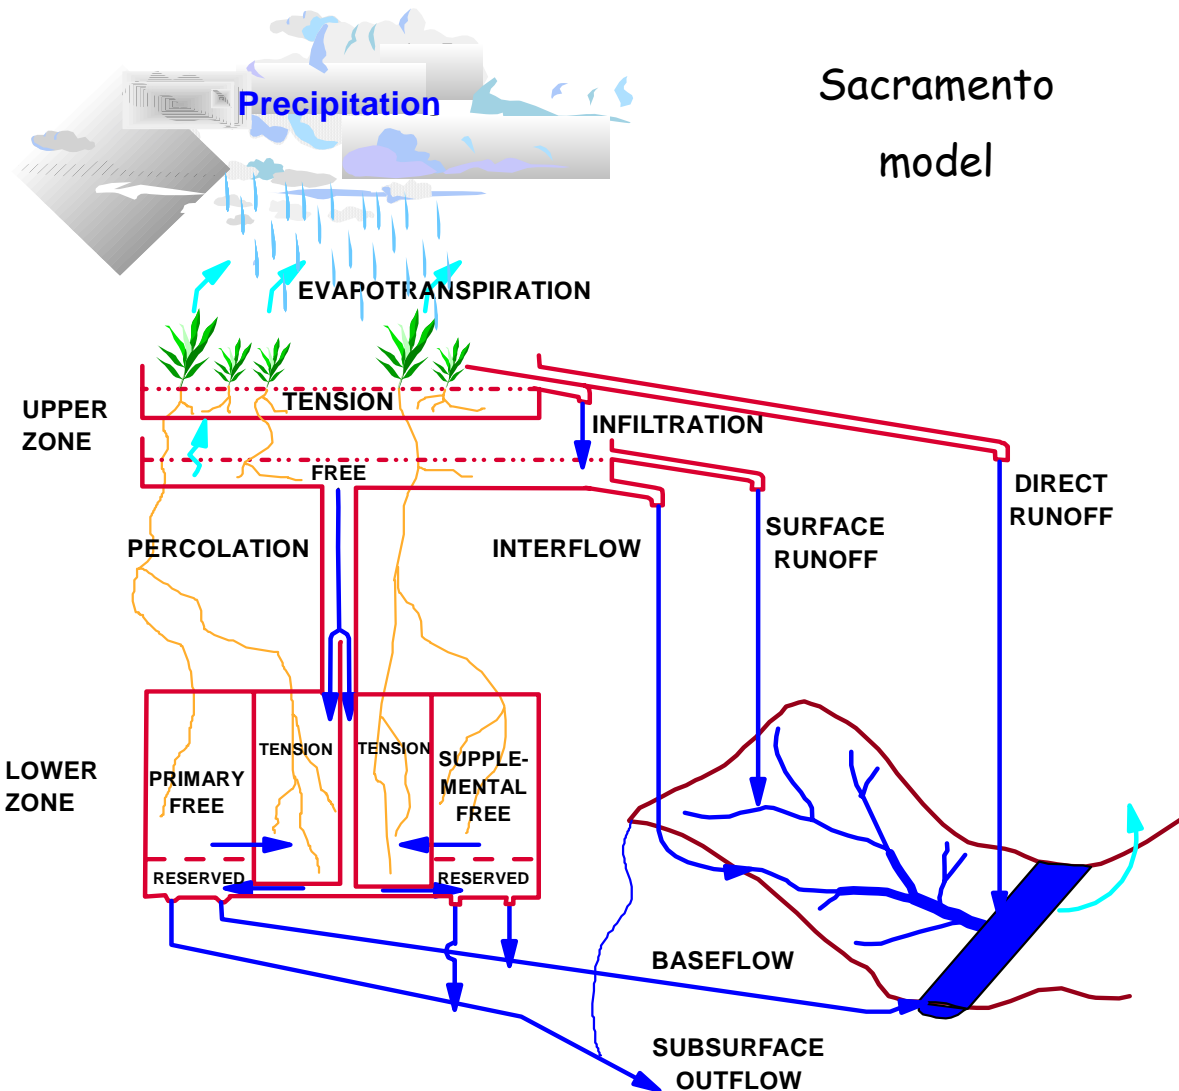 Sacramento
model
Precipitation
EVAPOTRANSPIRATION
UPPER
ZONE
TENSION
INFILTRATION
FREE
DIRECT
RUNOFF
PERCOLATION
INTERFLOW
SURFACE
RUNOFF
LOWER
ZONE
PRIMARY
FREE
TENSION
TENSION
SUPPLE-
MENTAL
FREE
RESERVED
RESERVED
BASEFLOW
SUBSURFACE
OUTFLOW